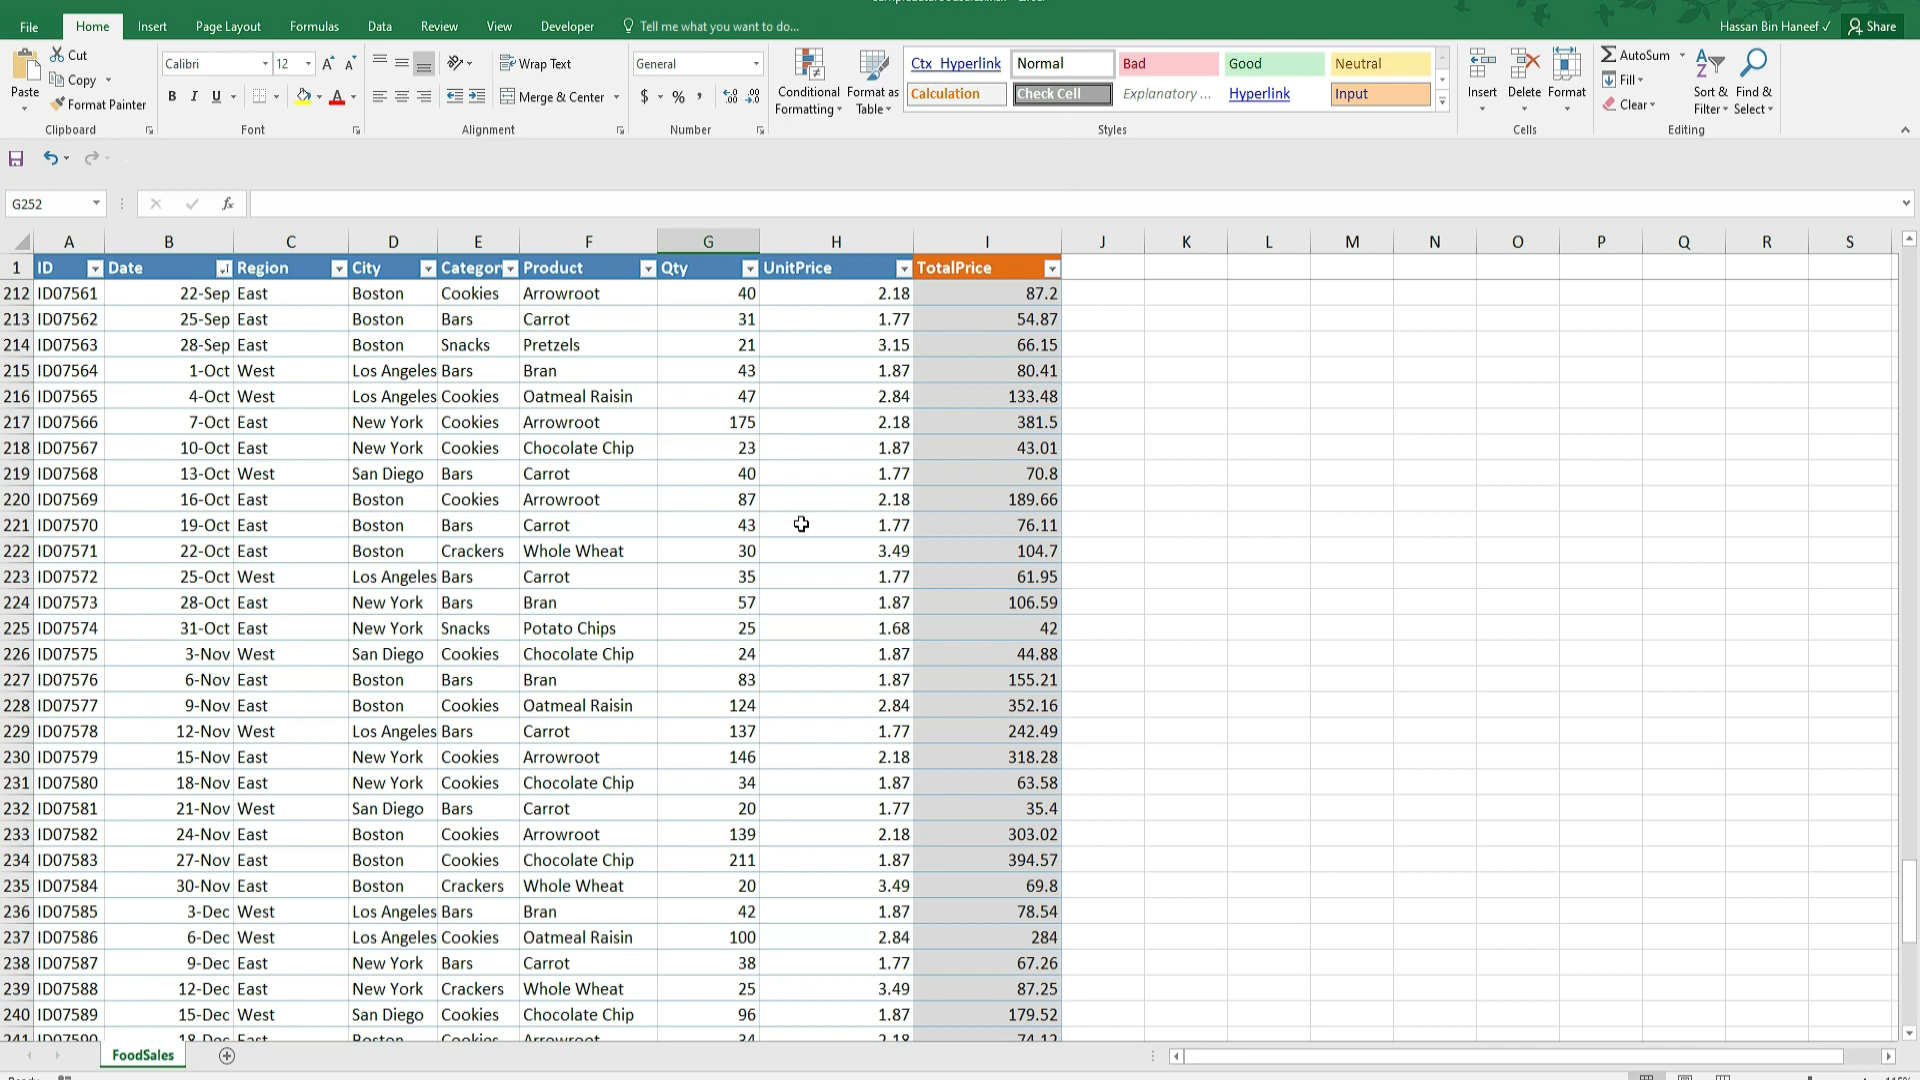 File Home Insert Page Layout Formulas Data Review View Developer Tell me what you want to do... Hassan Bin Haneef ✓ Share
Cut
Copy
Format Painter
Paste
Clipboard
Calibri 12
B I U
Font
Wrap Text
Merge & Center
Alignment
General
$ % ,
Number
Conditional Formatting
Format as Table
Ctx_Hyperlink Normal Bad Good Neutral
Calculation Check Cell Explanatory ... Hyperlink Input
Styles
Insert Delete Format
Cells
AutoSum
Fill
Clear
Sort & Filter
Find & Select
Editing
G252 fx
A B C D E F G H I J K L M N O P Q R S
1 ID Date Region City Categor Product Qty UnitPrice TotalPrice
212 ID07561 22-Sep East Boston Cookies Arrowroot 40 2.18 87.2
213 ID07562 25-Sep East Boston Bars Carrot 31 1.77 54.87
214 ID07563 28-Sep East Boston Snacks Pretzels 21 3.15 66.15
215 ID07564 1-Oct West Los Angeles Bars Bran 43 1.87 80.41
216 ID07565 4-Oct West Los Angeles Cookies Oatmeal Raisin 47 2.84 133.48
217 ID07566 7-Oct East New York Cookies Arrowroot 175 2.18 381.5
218 ID07567 10-Oct East New York Cookies Chocolate Chip 23 1.87 43.01
219 ID07568 13-Oct West San Diego Bars Carrot 40 1.77 70.8
220 ID07569 16-Oct East Boston Cookies Arrowroot 87 2.18 189.66
221 ID07570 19-Oct East Boston Bars Carrot 43 1.77 76.11
222 ID07571 22-Oct East Boston Crackers Whole Wheat 30 3.49 104.7
223 ID07572 25-Oct West Los Angeles Bars Carrot 35 1.77 61.95
224 ID07573 28-Oct East New York Bars Bran 57 1.87 106.59
225 ID07574 31-Oct East New York Snacks Potato Chips 25 1.68 42
226 ID07575 3-Nov West San Diego Cookies Chocolate Chip 24 1.87 44.88
227 ID07576 6-Nov East Boston Bars Bran 83 1.87 155.21
228 ID07577 9-Nov East Boston Cookies Oatmeal Raisin 124 2.84 352.16
229 ID07578 12-Nov West Los Angeles Bars Carrot 137 1.77 242.49
230 ID07579 15-Nov East New York Cookies Arrowroot 146 2.18 318.28
231 ID07580 18-Nov East New York Cookies Chocolate Chip 34 1.87 63.58
232 ID07581 21-Nov West San Diego Bars Carrot 20 1.77 35.4
233 ID07582 24-Nov East Boston Cookies Arrowroot 139 2.18 303.02
234 ID07583 27-Nov East Boston Cookies Chocolate Chip 211 1.87 394.57
235 ID07584 30-Nov East Boston Crackers Whole Wheat 20 3.49 69.8
236 ID07585 3-Dec West Los Angeles Bars Bran 42 1.87 78.54
237 ID07586 6-Dec West Los Angeles Cookies Oatmeal Raisin 100 2.84 284
238 ID07587 9-Dec East New York Bars Carrot 38 1.77 67.26
239 ID07588 12-Dec East New York Crackers Whole Wheat 25 3.49 87.25
240 ID07589 15-Dec West San Diego Cookies Chocolate Chip 96 1.87 179.52
241 ID07590 18-Dec East Boston Cookies Arrowroot 34 2.18 74.12
FoodSales